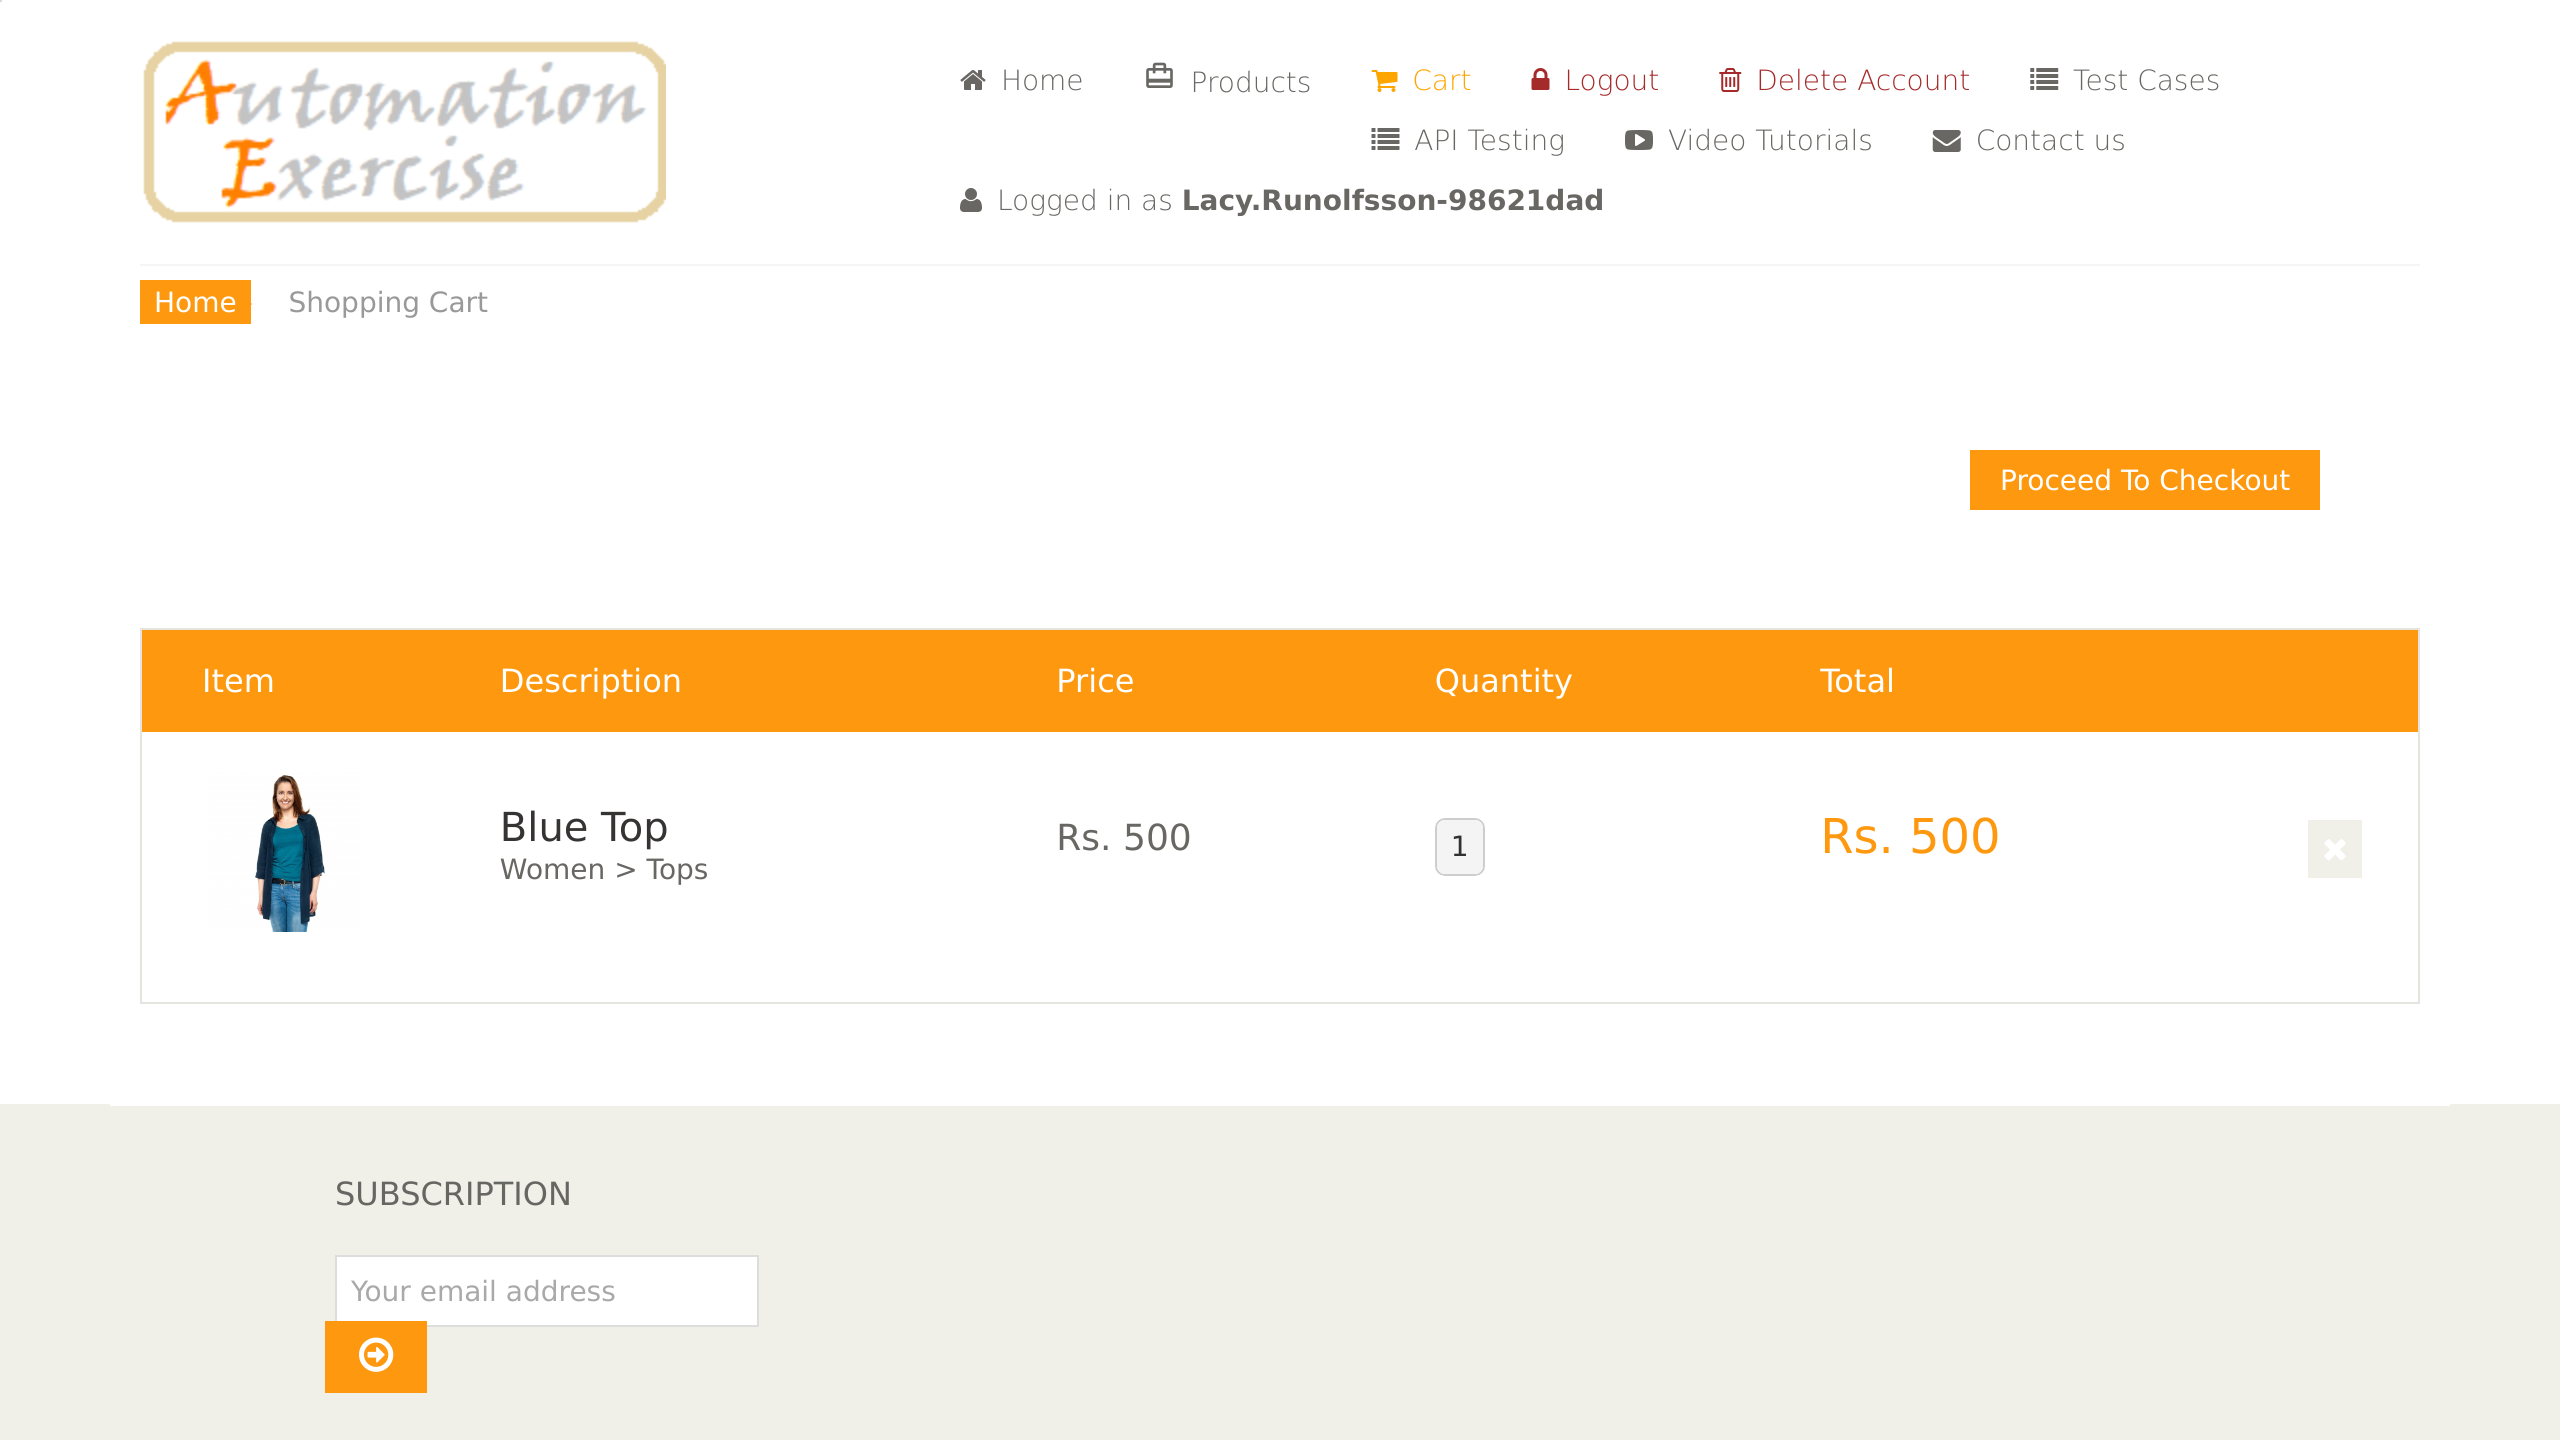 Automation
Exercise
Home Products Cart Logout Delete Account Test Cases
API Testing Video Tutorials Contact us
Logged in as Lacy.Runolfsson-98621dad
Home Shopping Cart
Proceed To Checkout
Item Description Price Quantity Total
Blue Top Rs. 500 1 Rs. 500
Women > Tops
SUBSCRIPTION
Your email address